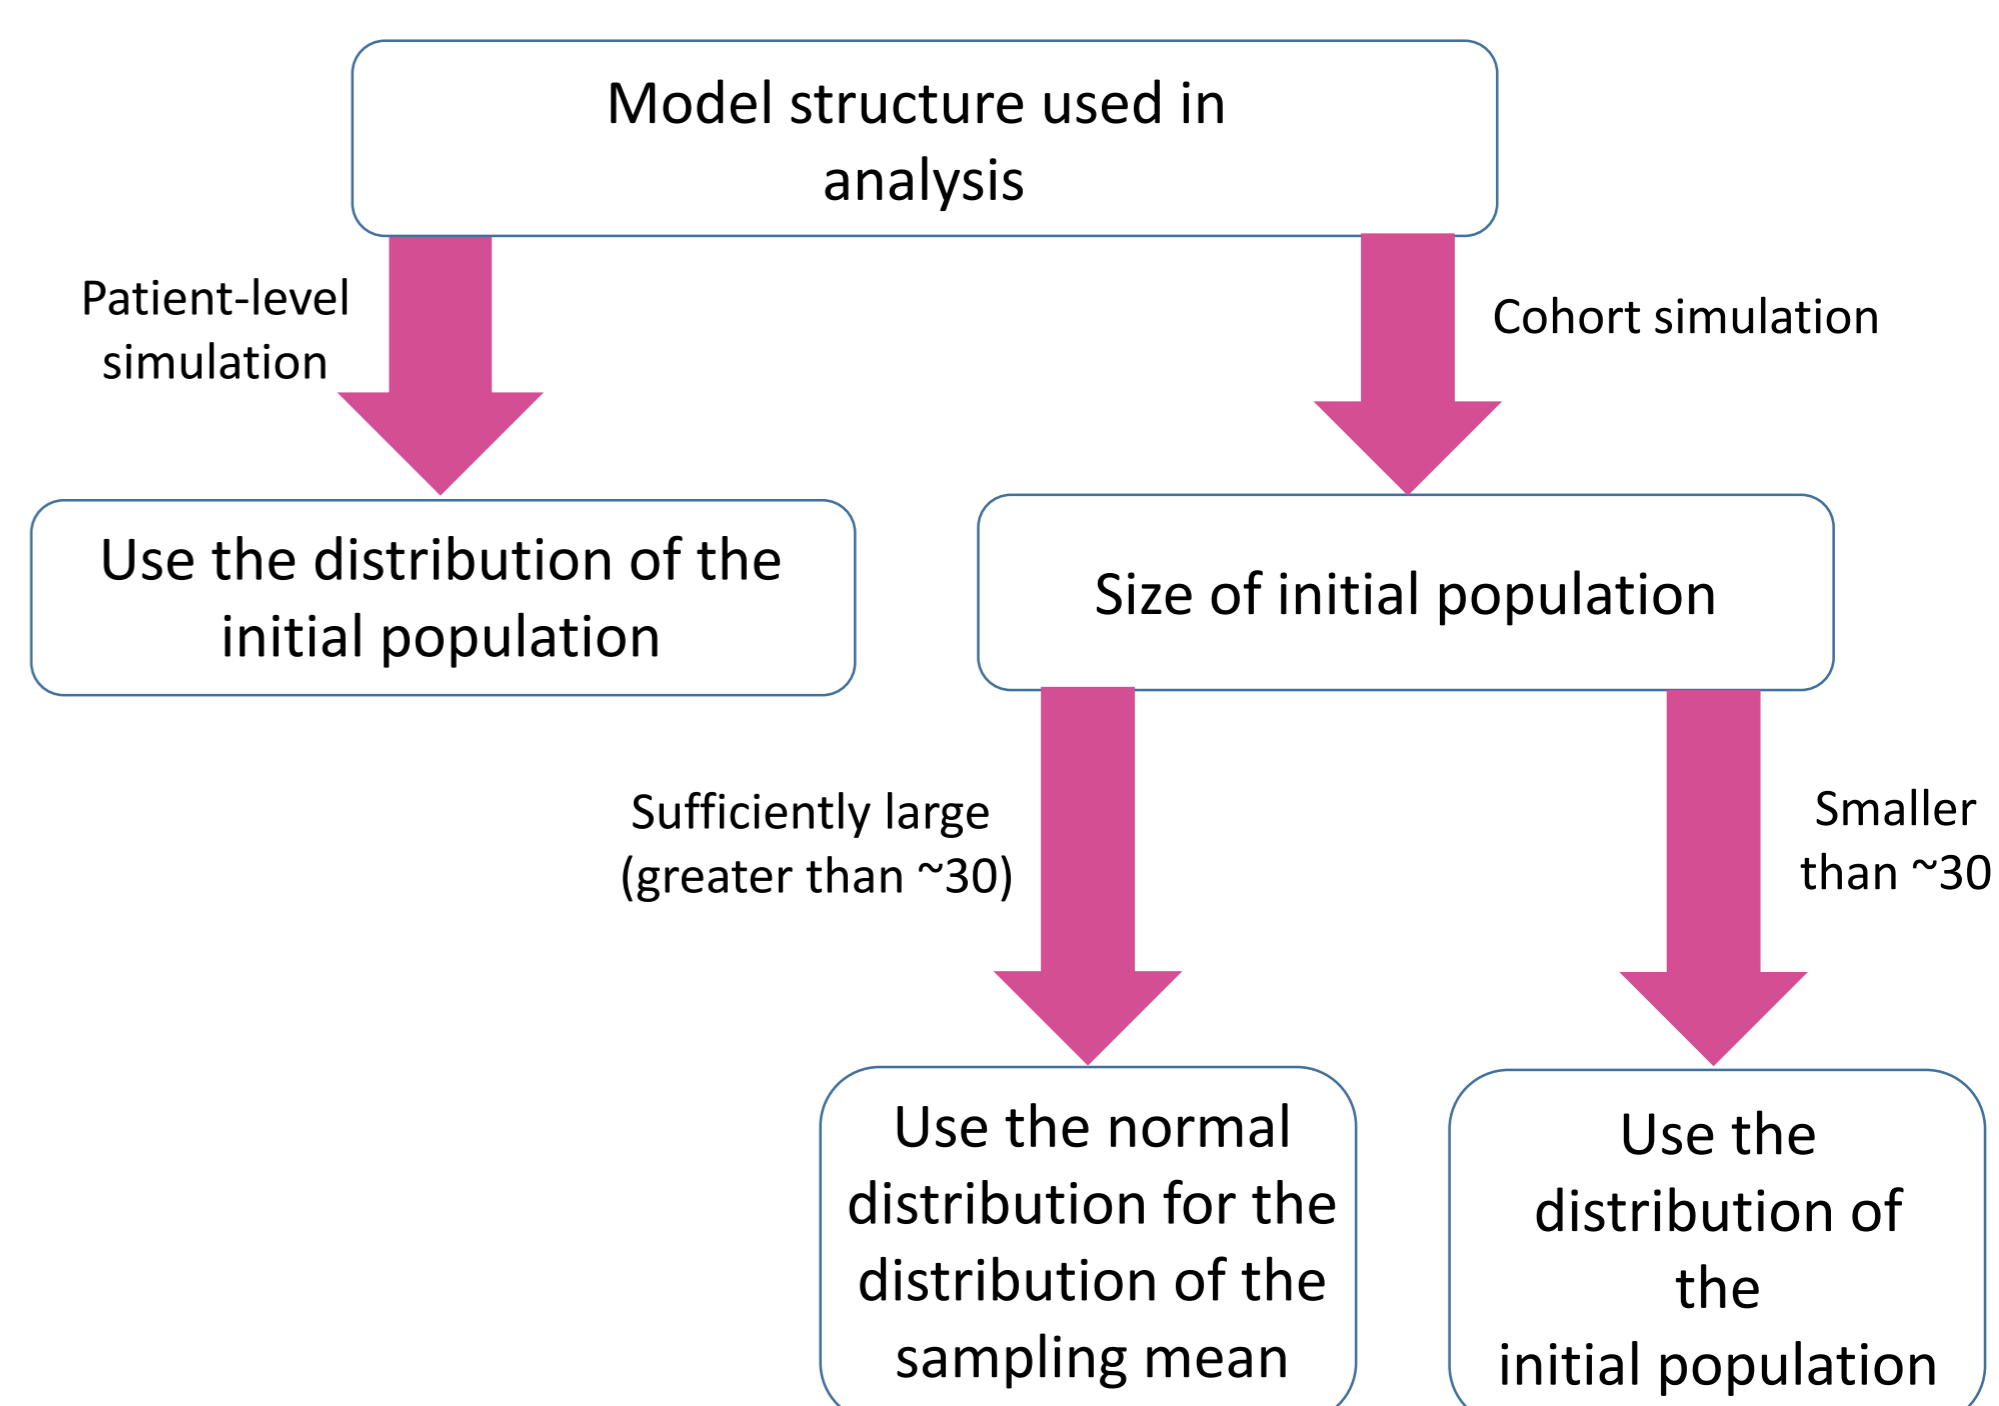 Model structure used in
analysis
Patient-level
simulation
Cohort simulation
Use the distribution of the
initial population
Size of initial population
Sufficiently large
(greater than ~30)
Smaller
than ~30
Use the normal
distribution for the
distribution of the
sampling mean
Use the
distribution of
the
initial population